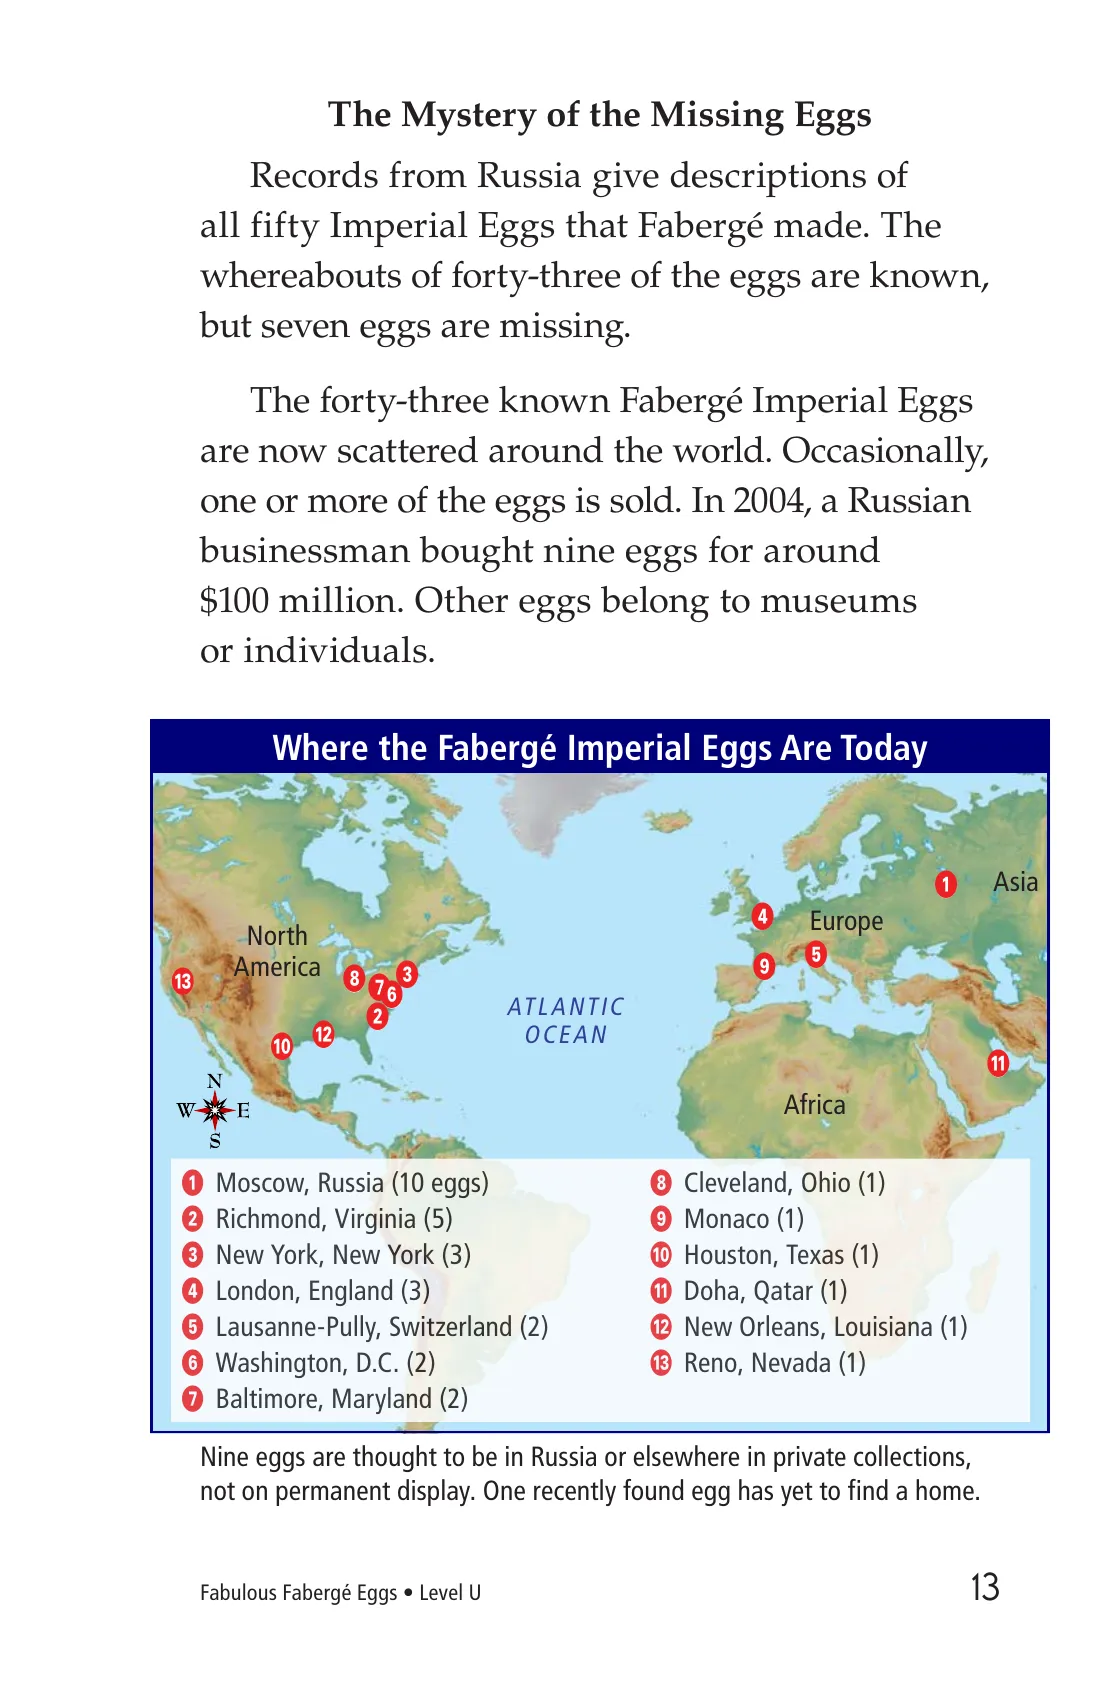 The Mystery of the Missing Eggs
Records from Russia give descriptions of
all fifty Imperial Eggs that Fabergé made. The
whereabouts of forty-three of the eggs are known,
but seven eggs are missing.
The forty-three known Fabergé Imperial Eggs
are now scattered around the world. Occasionally,
one or more of the eggs is sold. In 2004, a Russian
businessman bought nine eggs for around
$100 million. Other eggs belong to museums
or individuals.
Where the Fabergé Imperial Eggs Are Today
North
America
ATLANTIC
OCEAN
Europe
Asia
Africa
1
4
5
9
11
13
8
7
6
3
2
12
10
N
W E
S
1 Moscow, Russia (10 eggs)
2 Richmond, Virginia (5)
3 New York, New York (3)
4 London, England (3)
5 Lausanne-Pully, Switzerland (2)
6 Washington, D.C. (2)
7 Baltimore, Maryland (2)
8 Cleveland, Ohio (1)
9 Monaco (1)
10 Houston, Texas (1)
11 Doha, Qatar (1)
12 New Orleans, Louisiana (1)
13 Reno, Nevada (1)
Nine eggs are thought to be in Russia or elsewhere in private collections,
not on permanent display. One recently found egg has yet to find a home.
Fabulous Fabergé Eggs • Level U
13